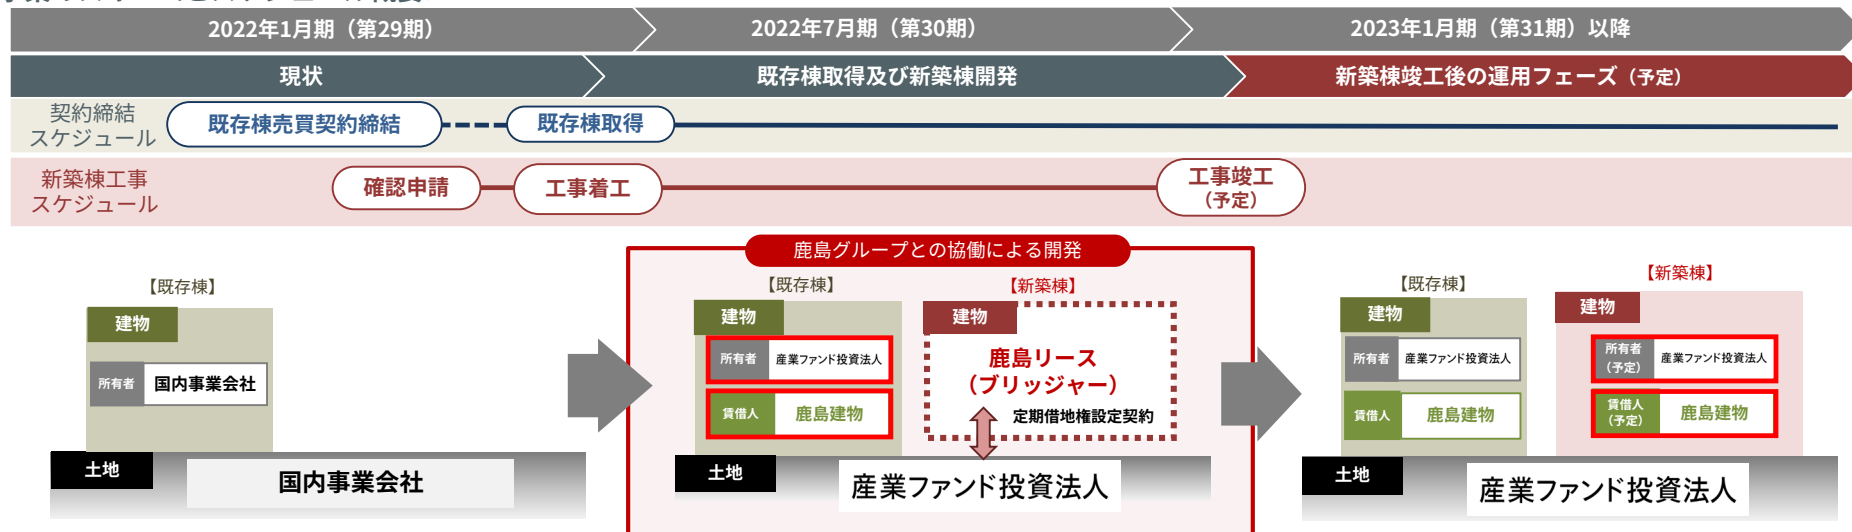 2022年1月期（第29期）
2022年7月期（第30期）
2023年1月期（第31期）以降
現状
既存棟取得及び新築棟開発
新築棟竣工後の運用フェーズ（予定）
契約締結
スケジュール
既存棟売買契約締結
既存棟取得
新築棟工事
スケジュール
確認申請
工事着工
工事竣工
（予定）
鹿島グループとの協働による開発
【既存棟】
建物
所有者
国内事業会社
土地
国内事業会社
【既存棟】
建物
所有者
産業ファンド投資法人
賃借人
鹿島建物
【新築棟】
建物
鹿島リース
（ブリッジャー）
定期借地権設定契約
土地
産業ファンド投資法人
【既存棟】
建物
所有者
産業ファンド投資法人
賃借人
鹿島建物
【新築棟】
建物
所有者
（予定）
産業ファンド投資法人
賃借人
（予定）
鹿島建物
土地
産業ファンド投資法人